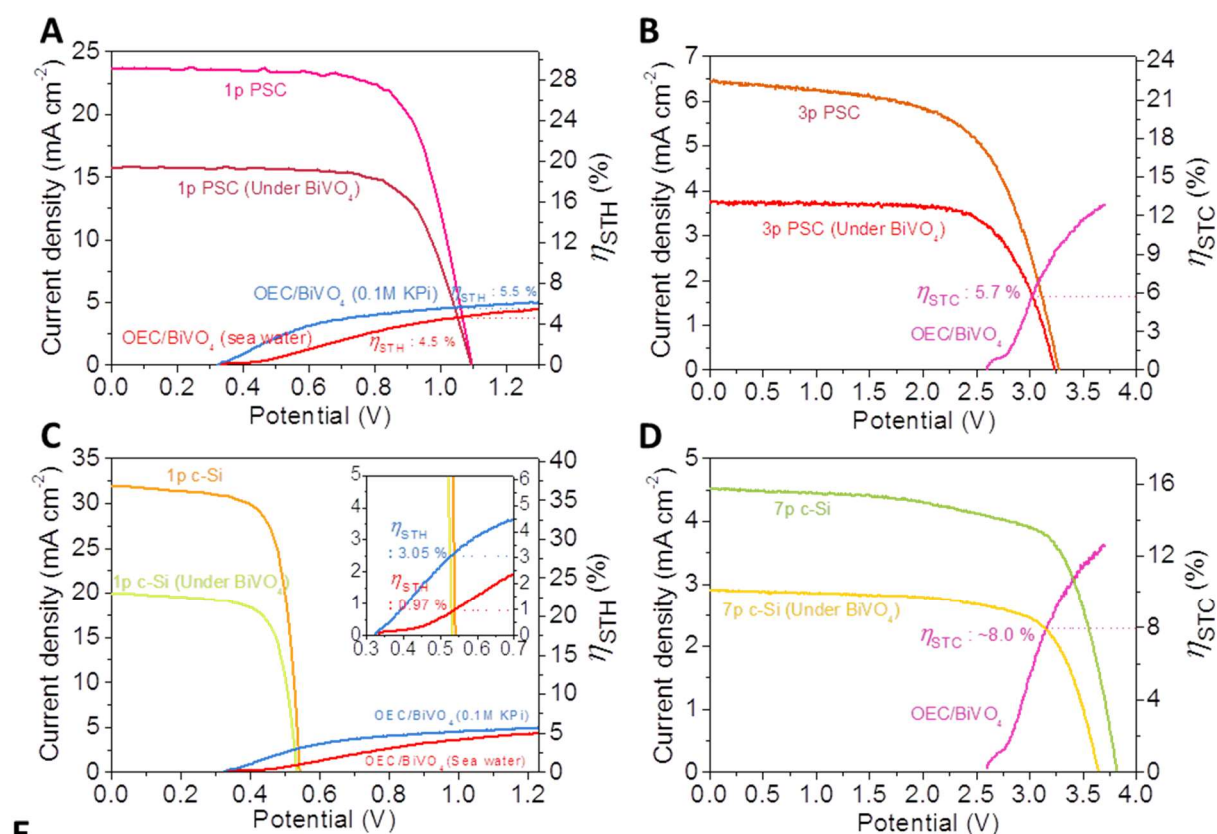 A
25
20
15
10
5
0
Current density (mA cm⁻²)
1p PSC
1p PSC (Under BiVO₄)
OEC/BiVO₄ (0.1M KPi)
ηSTH : 5.5 %
OEC/BiVO₄ (sea water)
ηSTH : 4.5 %
28
24
20
16
12
8
4
0
ηSTH (%)
0.0 0.2 0.4 0.6 0.8 1.0 1.2
Potential (V)
B
7
6
5
4
3
2
1
0
Current density (mA cm⁻²)
3p PSC
3p PSC (Under BiVO₄)
ηSTC : 5.7 %
OEC/BiVO₄
24
21
18
15
12
9
6
3
0
ηSTC (%)
0.0 0.5 1.0 1.5 2.0 2.5 3.0 3.5 4.0
Potential (V)
C
35
30
25
20
15
10
5
0
Current density (mA cm⁻²)
1p c-Si
1p c-Si (Under BiVO₄)
5
4
3
2
1
0
ηSTH
: 3.05 %
ηSTH
: 0.97 %
6
5
4
3
2
1
0
0.3 0.4 0.5 0.6 0.7
OEC/BiVO₄ (0.1M KPi)
OEC/BiVO₄ (Sea water)
40
35
30
25
20
15
10
5
0
ηSTH (%)
0.0 0.2 0.4 0.6 0.8 1.0 1.2
Potential (V)
D
5
4
3
2
1
0
Current density (mA cm⁻²)
7p c-Si
7p c-Si (Under BiVO₄)
ηSTC : ~8.0 %
OEC/BiVO₄
16
12
8
4
0
ηSTC (%)
0.0 0.5 1.0 1.5 2.0 2.5 3.0 3.5 4.0
Potential (V)